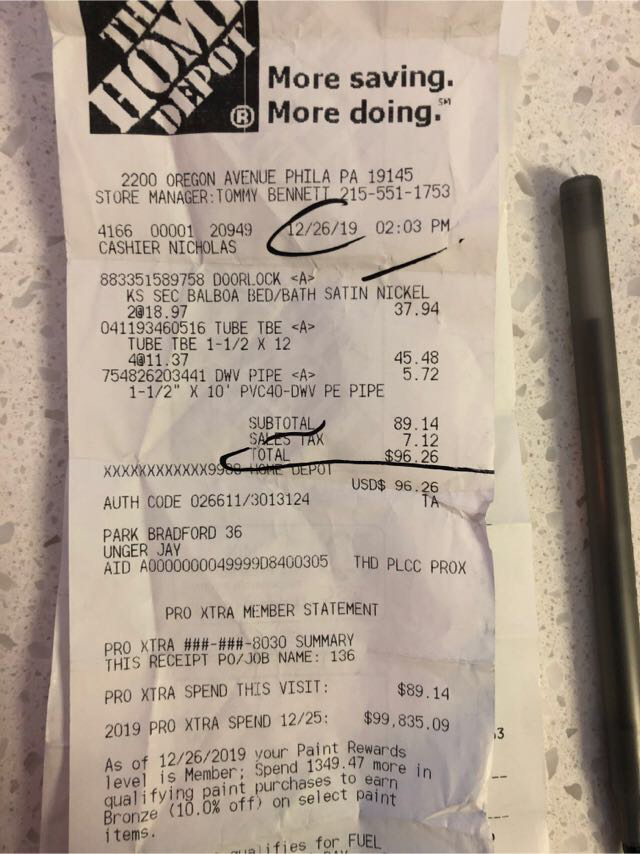 THE
HOME
DEPOT
®
More saving.
More doing.℠
2200 OREGON AVENUE PHILA PA 19145
STORE MANAGER:TOMMY BENNETT 215-551-1753
4166 00001 20949 12/26/19 02:03 PM
CASHIER NICHOLAS
883351589758 DOORLOCK <A>
KS SEC BALBOA BED/BATH SATIN NICKEL
2@18.97 37.94
041193460516 TUBE TBE <A>
TUBE TBE 1-1/2 X 12
4@11.37 45.48
754826203441 DWV PIPE <A> 5.72
1-1/2" X 10' PVC40-DWV PE PIPE
SUBTOTAL 89.14
SALES TAX 7.12
TOTAL $96.26
XXXXXXXXXXXX9988 HOME DEPOT
USD$ 96.26
AUTH CODE 026611/3013124 TA
PARK BRADFORD 36
UNGER JAY
AID A0000000049999D8400305 THD PLCC PROX
PRO XTRA MEMBER STATEMENT
PRO XTRA ###-###-8030 SUMMARY
THIS RECEIPT PO/JOB NAME: 136
PRO XTRA SPEND THIS VISIT: $89.14
2019 PRO XTRA SPEND 12/25: $99,835.09
As of 12/26/2019 your Paint Rewards
level is Member; Spend 1349.47 more in
qualifying paint purchases to earn
Bronze (10.0% off) on select paint
items.
for FUEL